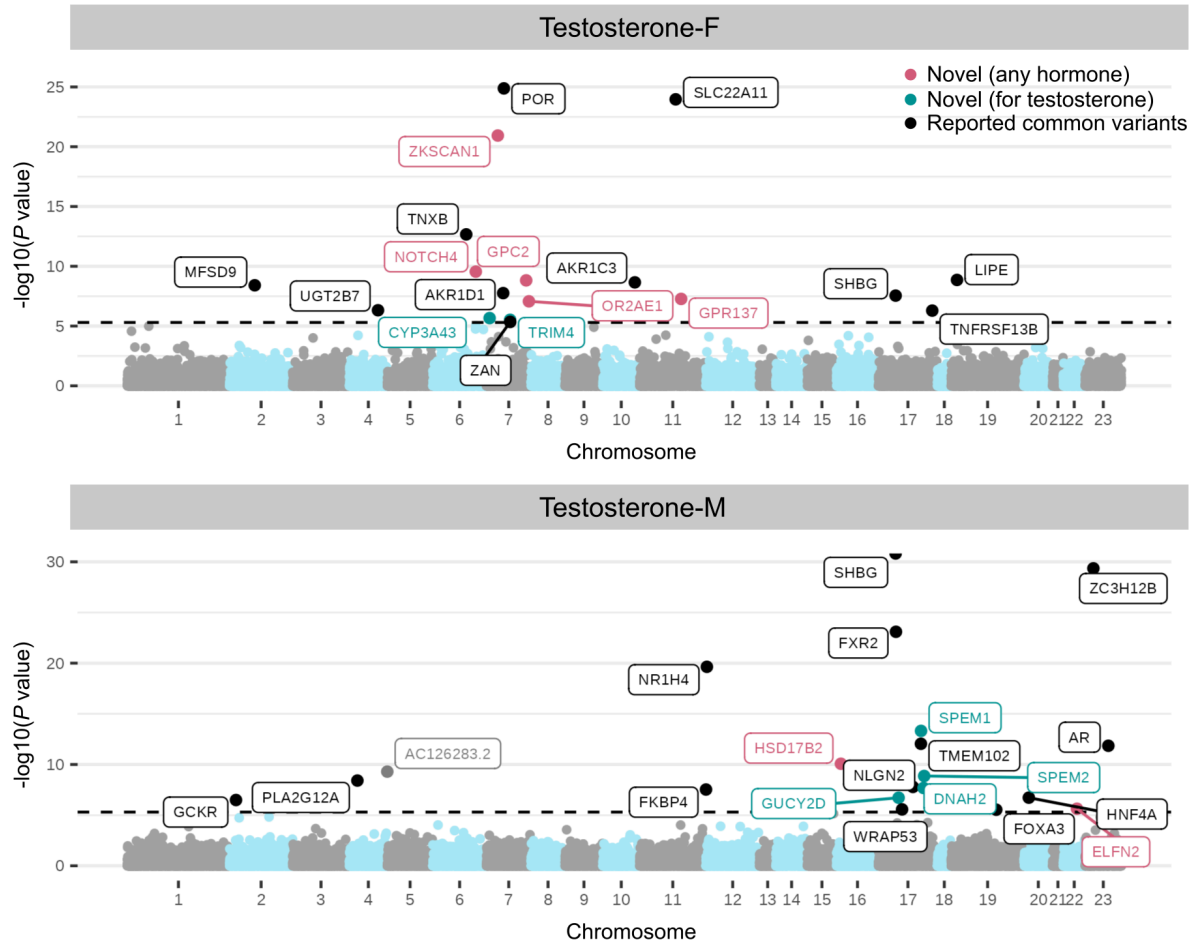 Testosterone-F
Novel (any hormone)
Novel (for testosterone)
Reported common variants
-log10(P value)
25
20
15
10
5
0
POR
SLC22A11
ZKSCAN1
TNXB
NOTCH4
GPC2
MFSD9
AKR1C3
SHBG
LIPE
UGT2B7
AKR1D1
OR2AE1
GPR137
CYP3A43
TRIM4
TNFRSF13B
ZAN
1 2 3 4 5 6 7 8 9 10 11 12 13 14 15 16 17 18 19 20 21 22 23
Chromosome
Testosterone-M
-log10(P value)
30
20
10
0
SHBG
ZC3H12B
FXR2
NR1H4
SPEM1
AR
HSD17B2
TMEM102
AC126283.2
NLGN2
SPEM2
PLA2G12A
GCKR
FKBP4
GUCY2D
DNAH2
HNF4A
WRAP53
FOXA3
ELFN2
1 2 3 4 5 6 7 8 9 10 11 12 13 14 15 16 17 18 19 20 21 22 23
Chromosome